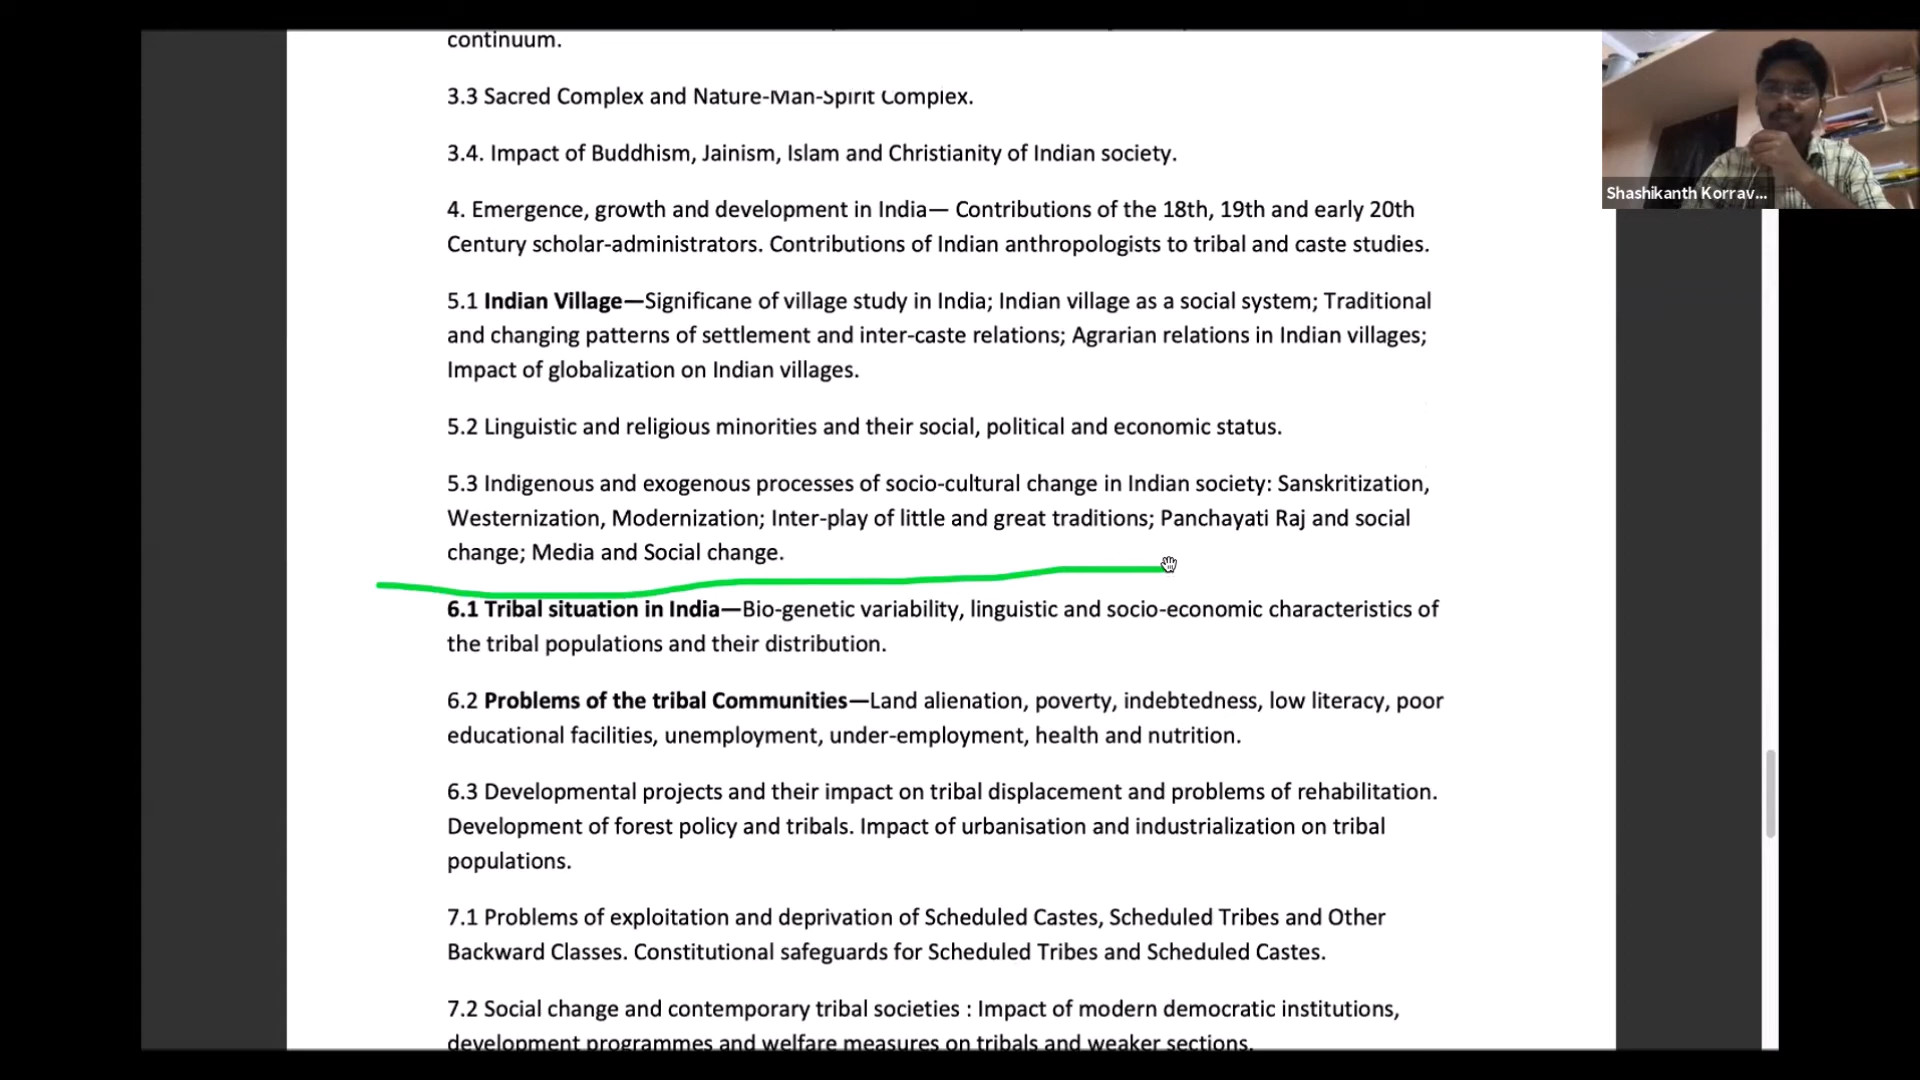 continuum.
3.3 Sacred Complex and Nature-Man-Spirit Complex.
3.4. Impact of Buddhism, Jainism, Islam and Christianity of Indian society.
4. Emergence, growth and development in India— Contributions of the 18th, 19th and early 20th
Century scholar-administrators. Contributions of Indian anthropologists to tribal and caste studies.
5.1 Indian Village—Significane of village study in India; Indian village as a social system; Traditional
and changing patterns of settlement and inter-caste relations; Agrarian relations in Indian villages;
Impact of globalization on Indian villages.
5.2 Linguistic and religious minorities and their social, political and economic status.
5.3 Indigenous and exogenous processes of socio-cultural change in Indian society: Sanskritization,
Westernization, Modernization; Inter-play of little and great traditions; Panchayati Raj and social
change; Media and Social change.
6.1 Tribal situation in India—Bio-genetic variability, linguistic and socio-economic characteristics of
the tribal populations and their distribution.
6.2 Problems of the tribal Communities—Land alienation, poverty, indebtedness, low literacy, poor
educational facilities, unemployment, under-employment, health and nutrition.
6.3 Developmental projects and their impact on tribal displacement and problems of rehabilitation.
Development of forest policy and tribals. Impact of urbanisation and industrialization on tribal
populations.
7.1 Problems of exploitation and deprivation of Scheduled Castes, Scheduled Tribes and Other
Backward Classes. Constitutional safeguards for Scheduled Tribes and Scheduled Castes.
7.2 Social change and contemporary tribal societies : Impact of modern democratic institutions,
development programmes and welfare measures on tribals and weaker sections.
Shashikanth Korrav...